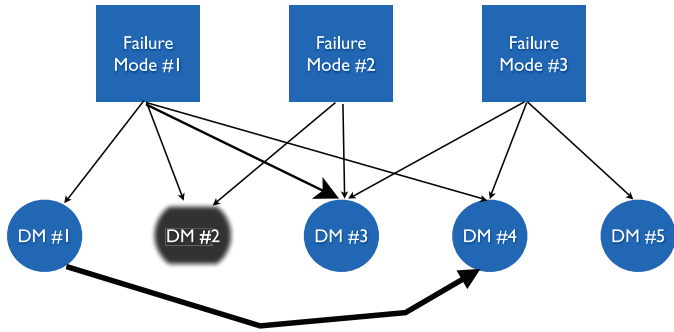 Failure
Mode #1
Failure
Mode #2
Failure
Mode #3
DM #1
DM #2
DM #3
DM #4
DM #5